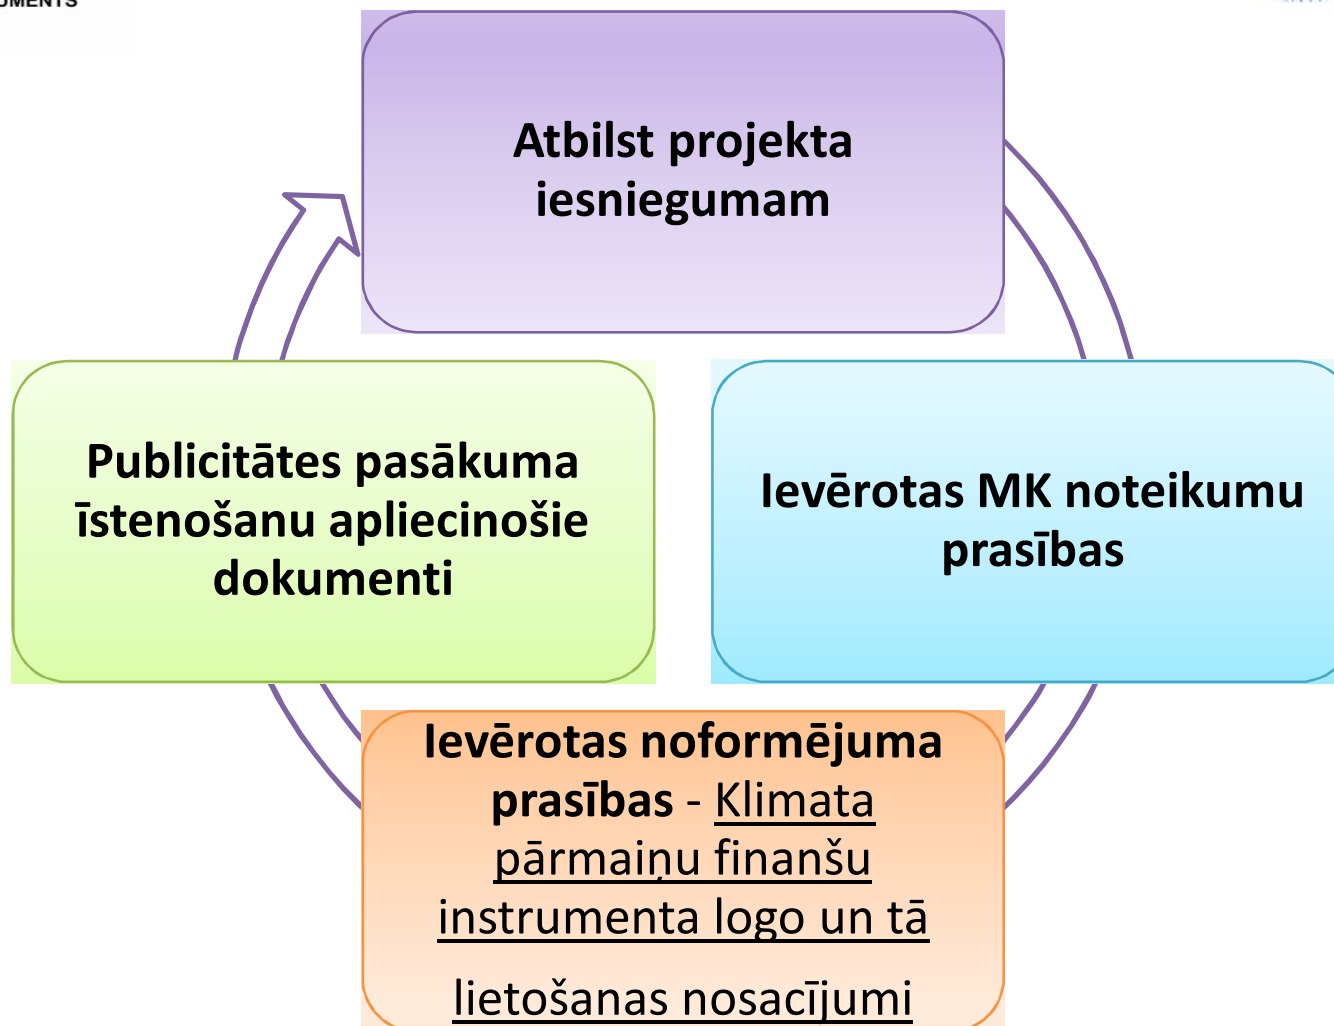 Atbilst projekta
iesniegumam
Publicitātes pasākuma
īstenošanu apliecinošie
dokumenti
Ievērotas MK noteikumu
prasības
Ievērotas noformējuma
prasības - Klimata
pārmaiņu finanšu
instrumenta logo un tā
lietošanas nosacījumi